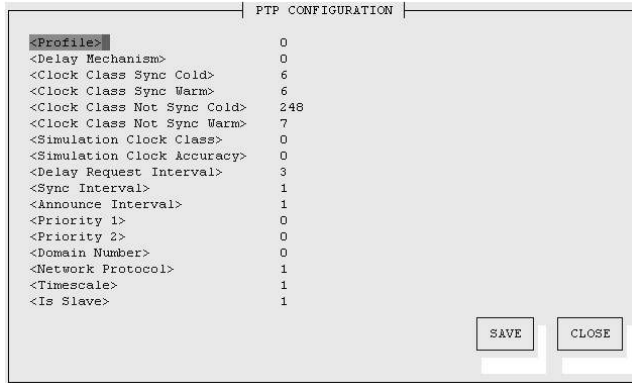 PTP CONFIGURATION
<Profile> 0
<Delay Mechanism> 0
<Clock Class Sync Cold> 6
<Clock Class Sync Warm> 6
<Clock Class Not Sync Cold> 248
<Clock Class Not Sync Warm> 7
<Simulation Clock Class> 0
<Simulation Clock Accuracy> 0
<Delay Request Interval> 3
<Sync Interval> 1
<Announce Interval> 1
<Priority 1> 0
<Priority 2> 0
<Domain Number> 0
<Network Protocol> 1
<Timescale> 1
<Is Slave> 1
SAVE CLOSE